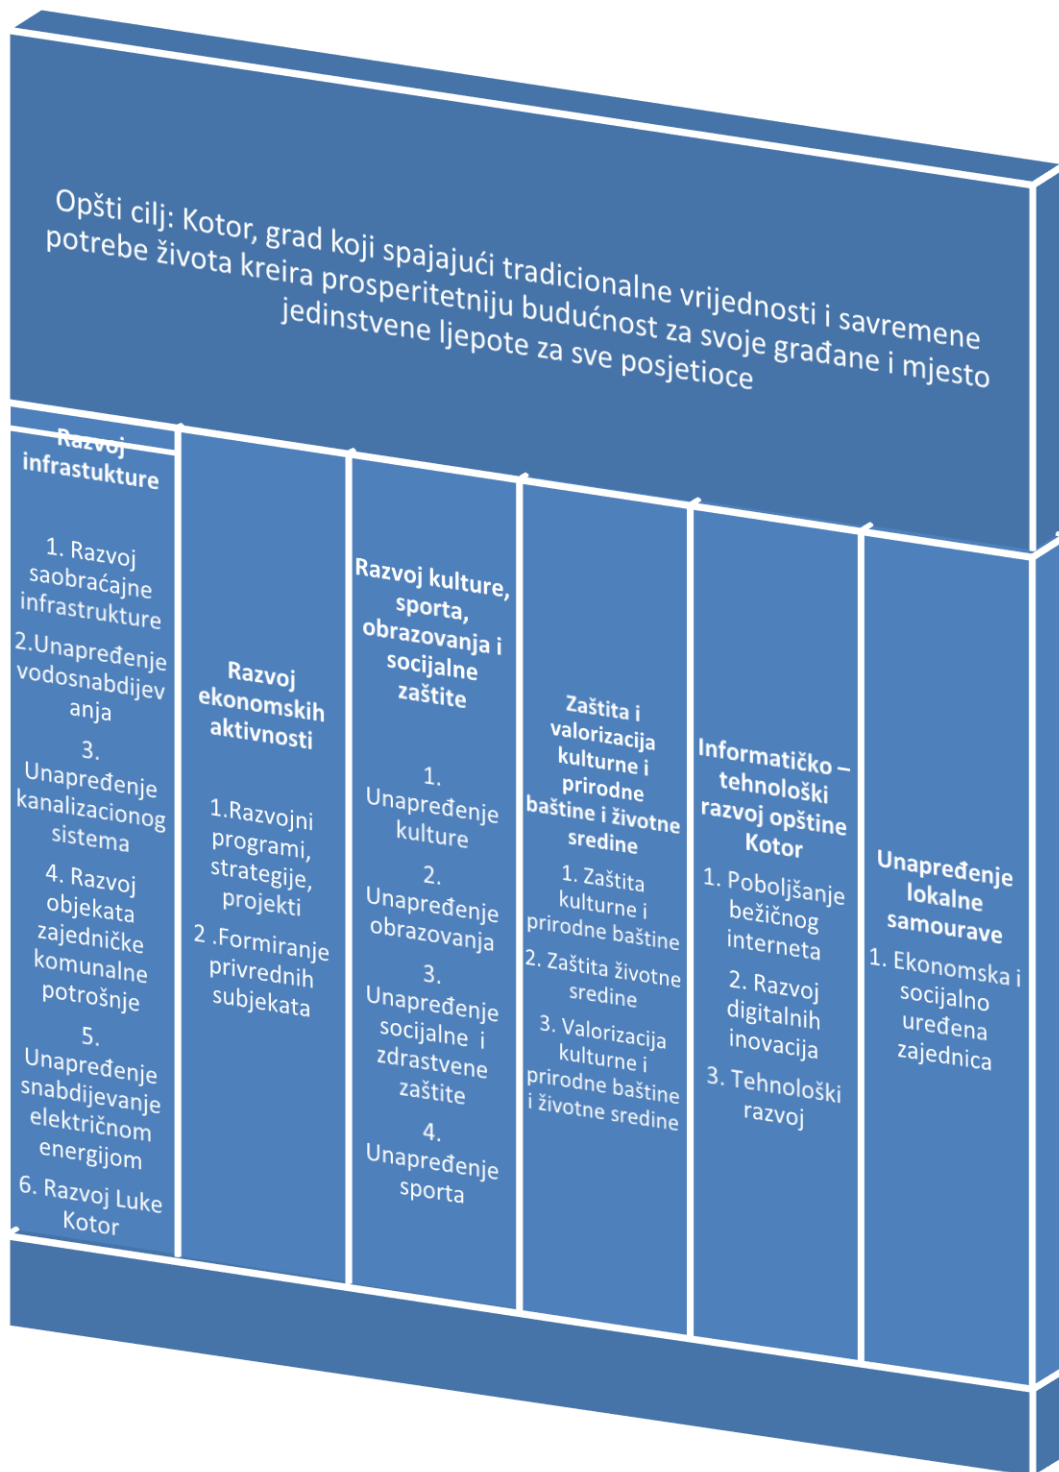 Opšti cilj: Kotor, grad koji spajajući tradicionalne vrijednosti i savremene
potrebe života kreira prosperitetniju budućnost za svoje građane i mjesto
jedinstvene ljepote za sve posjetioce
Razvoj
infrastukture
1. Razvoj
saobraćajne
infrastrukture
2.Unapređenje
vodosnabdijev
anja
3.
Unapređenje
kanalizacionog
sistema
4. Razvoj
objekata
zajedničke
komunalne
potrošnje
5.
Unapređenje
snabdijevanje
električnom
energijom
6. Razvoj Luke
Kotor
Razvoj
ekonomskih
aktivnosti
1.Razvojni
programi,
strategije,
projekti
2 .Formiranje
privrednih
subjekata
Razvoj kulture,
sporta,
obrazovanja i
socijalne
zaštite
1.
Unapređenje
kulture
2.
Unapređenje
obrazovanja
3.
Unapređenje
socijalne i
zdrastvene
zaštite
4.
Unapređenje
sporta
Zaštita i
valorizacija
kulturne i
prirodne
baštine i životne
sredine
1. Zaštita
kulturne i
prirodne baštine
2. Zaštita životne
sredine
3. Valorizacija
kulturne i
prirodne baštine
i životne sredine
Informatičko –
tehnološki
razvoj opštine
Kotor
1. Poboljšanje
bežičnog
interneta
2. Razvoj
digitalnih
inovacija
3. Tehnološki
razvoj
Unapređenje
lokalne
samourave
1. Ekonomska i
socijalno
uređena
zajednica